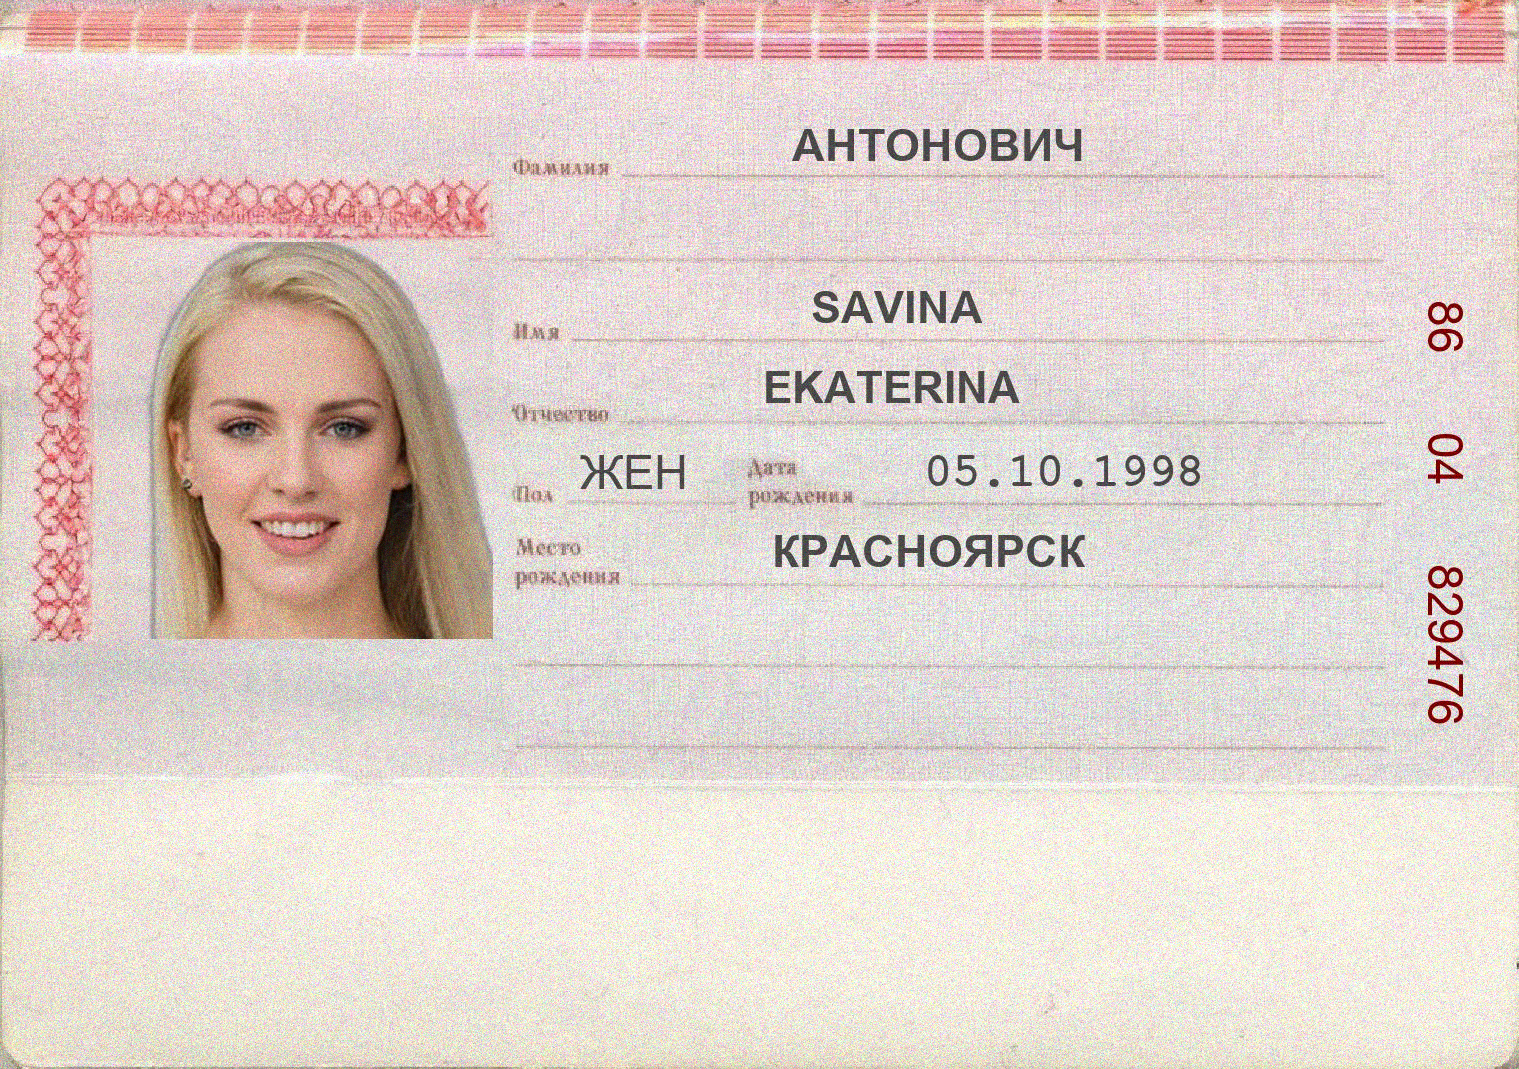 Фамилия АНТОНОВИЧ
Имя SAVINA
Отчество EKATERINA
Пол ЖЕН Дата рождения 05.10.1998
Место рождения КРАСНОЯРСК
86 04 829476